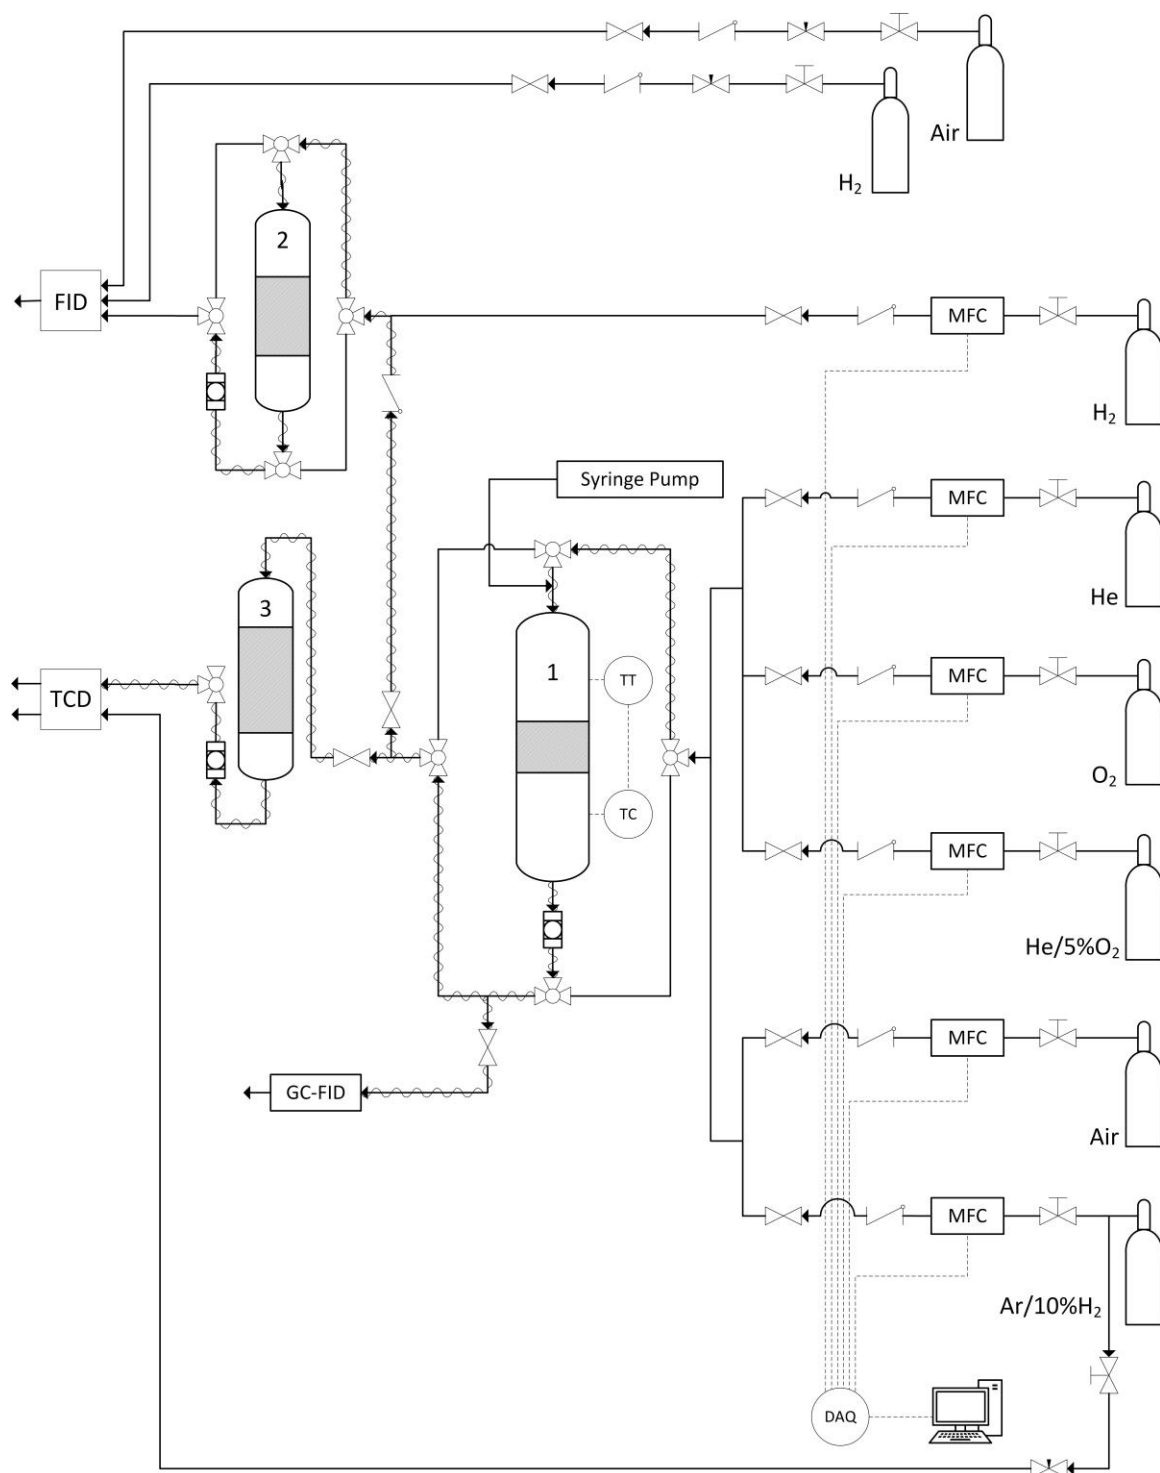 Air
H₂
2
FID
MFC
H₂
Syringe Pump
MFC
He
3
1
TT
MFC
TCD
TC
O₂
MFC
He/5%O₂
MFC
GC-FID
Air
MFC
Ar/10%H₂
DAQ